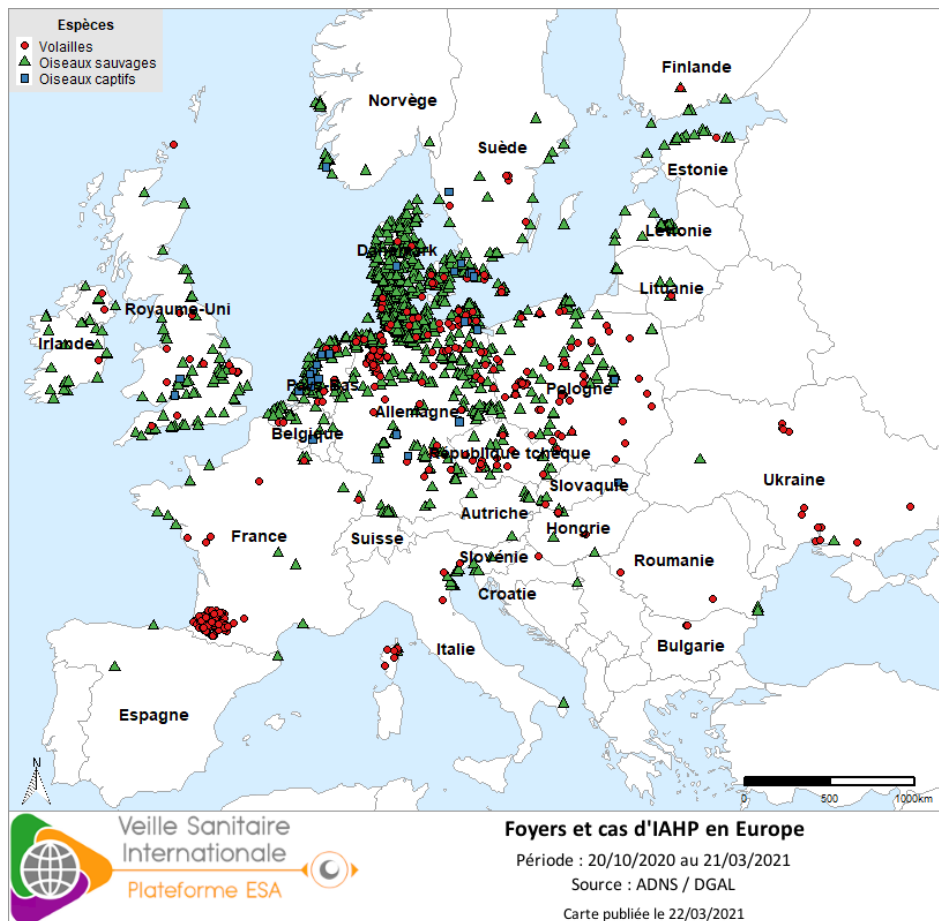 Espèces
Volailles
Oiseaux sauvages
Oiseaux captifs
Finlande
Norvège
Suède
Estonie
Lettonie
Danemark
Lituanie
Royaume-Uni
Irlande
Pays-Bas
Pologne
Allemagne
Belgique
République tchèque
Ukraine
Slovaquie
Autriche
Hongrie
France
Suisse
Slovénie
Roumanie
Croatie
Bulgarie
Italie
Espagne
N
0 500 1000km
Veille Sanitaire
Internationale
Plateforme ESA
Foyers et cas d'IAHP en Europe
Période : 20/10/2020 au 21/03/2021
Source : ADNS / DGAL
Carte publiée le 22/03/2021